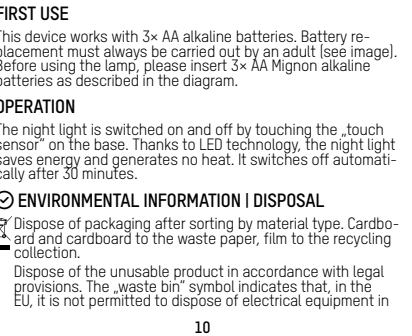 FIRST USE
This device works with 3× AA alkaline batteries. Battery re-
placement must always be carried out by an adult (see image).
Before using the lamp, please insert 3× AA Mignon alkaline
batteries as described in the diagram.
OPERATION
The night light is switched on and off by touching the „touch
sensor“ on the base. Thanks to LED technology, the night light
saves energy and generates no heat. It switches off automati-
cally after 30 minutes.
ENVIRONMENTAL INFORMATION | DISPOSAL
Dispose of packaging after sorting by material type. Cardbo-
ard and cardboard to the waste paper, film to the recycling
collection.
Dispose of the unusable product in accordance with legal
provisions. The „waste bin“ symbol indicates that, in the
EU, it is not permitted to dispose of electrical equipment in
10